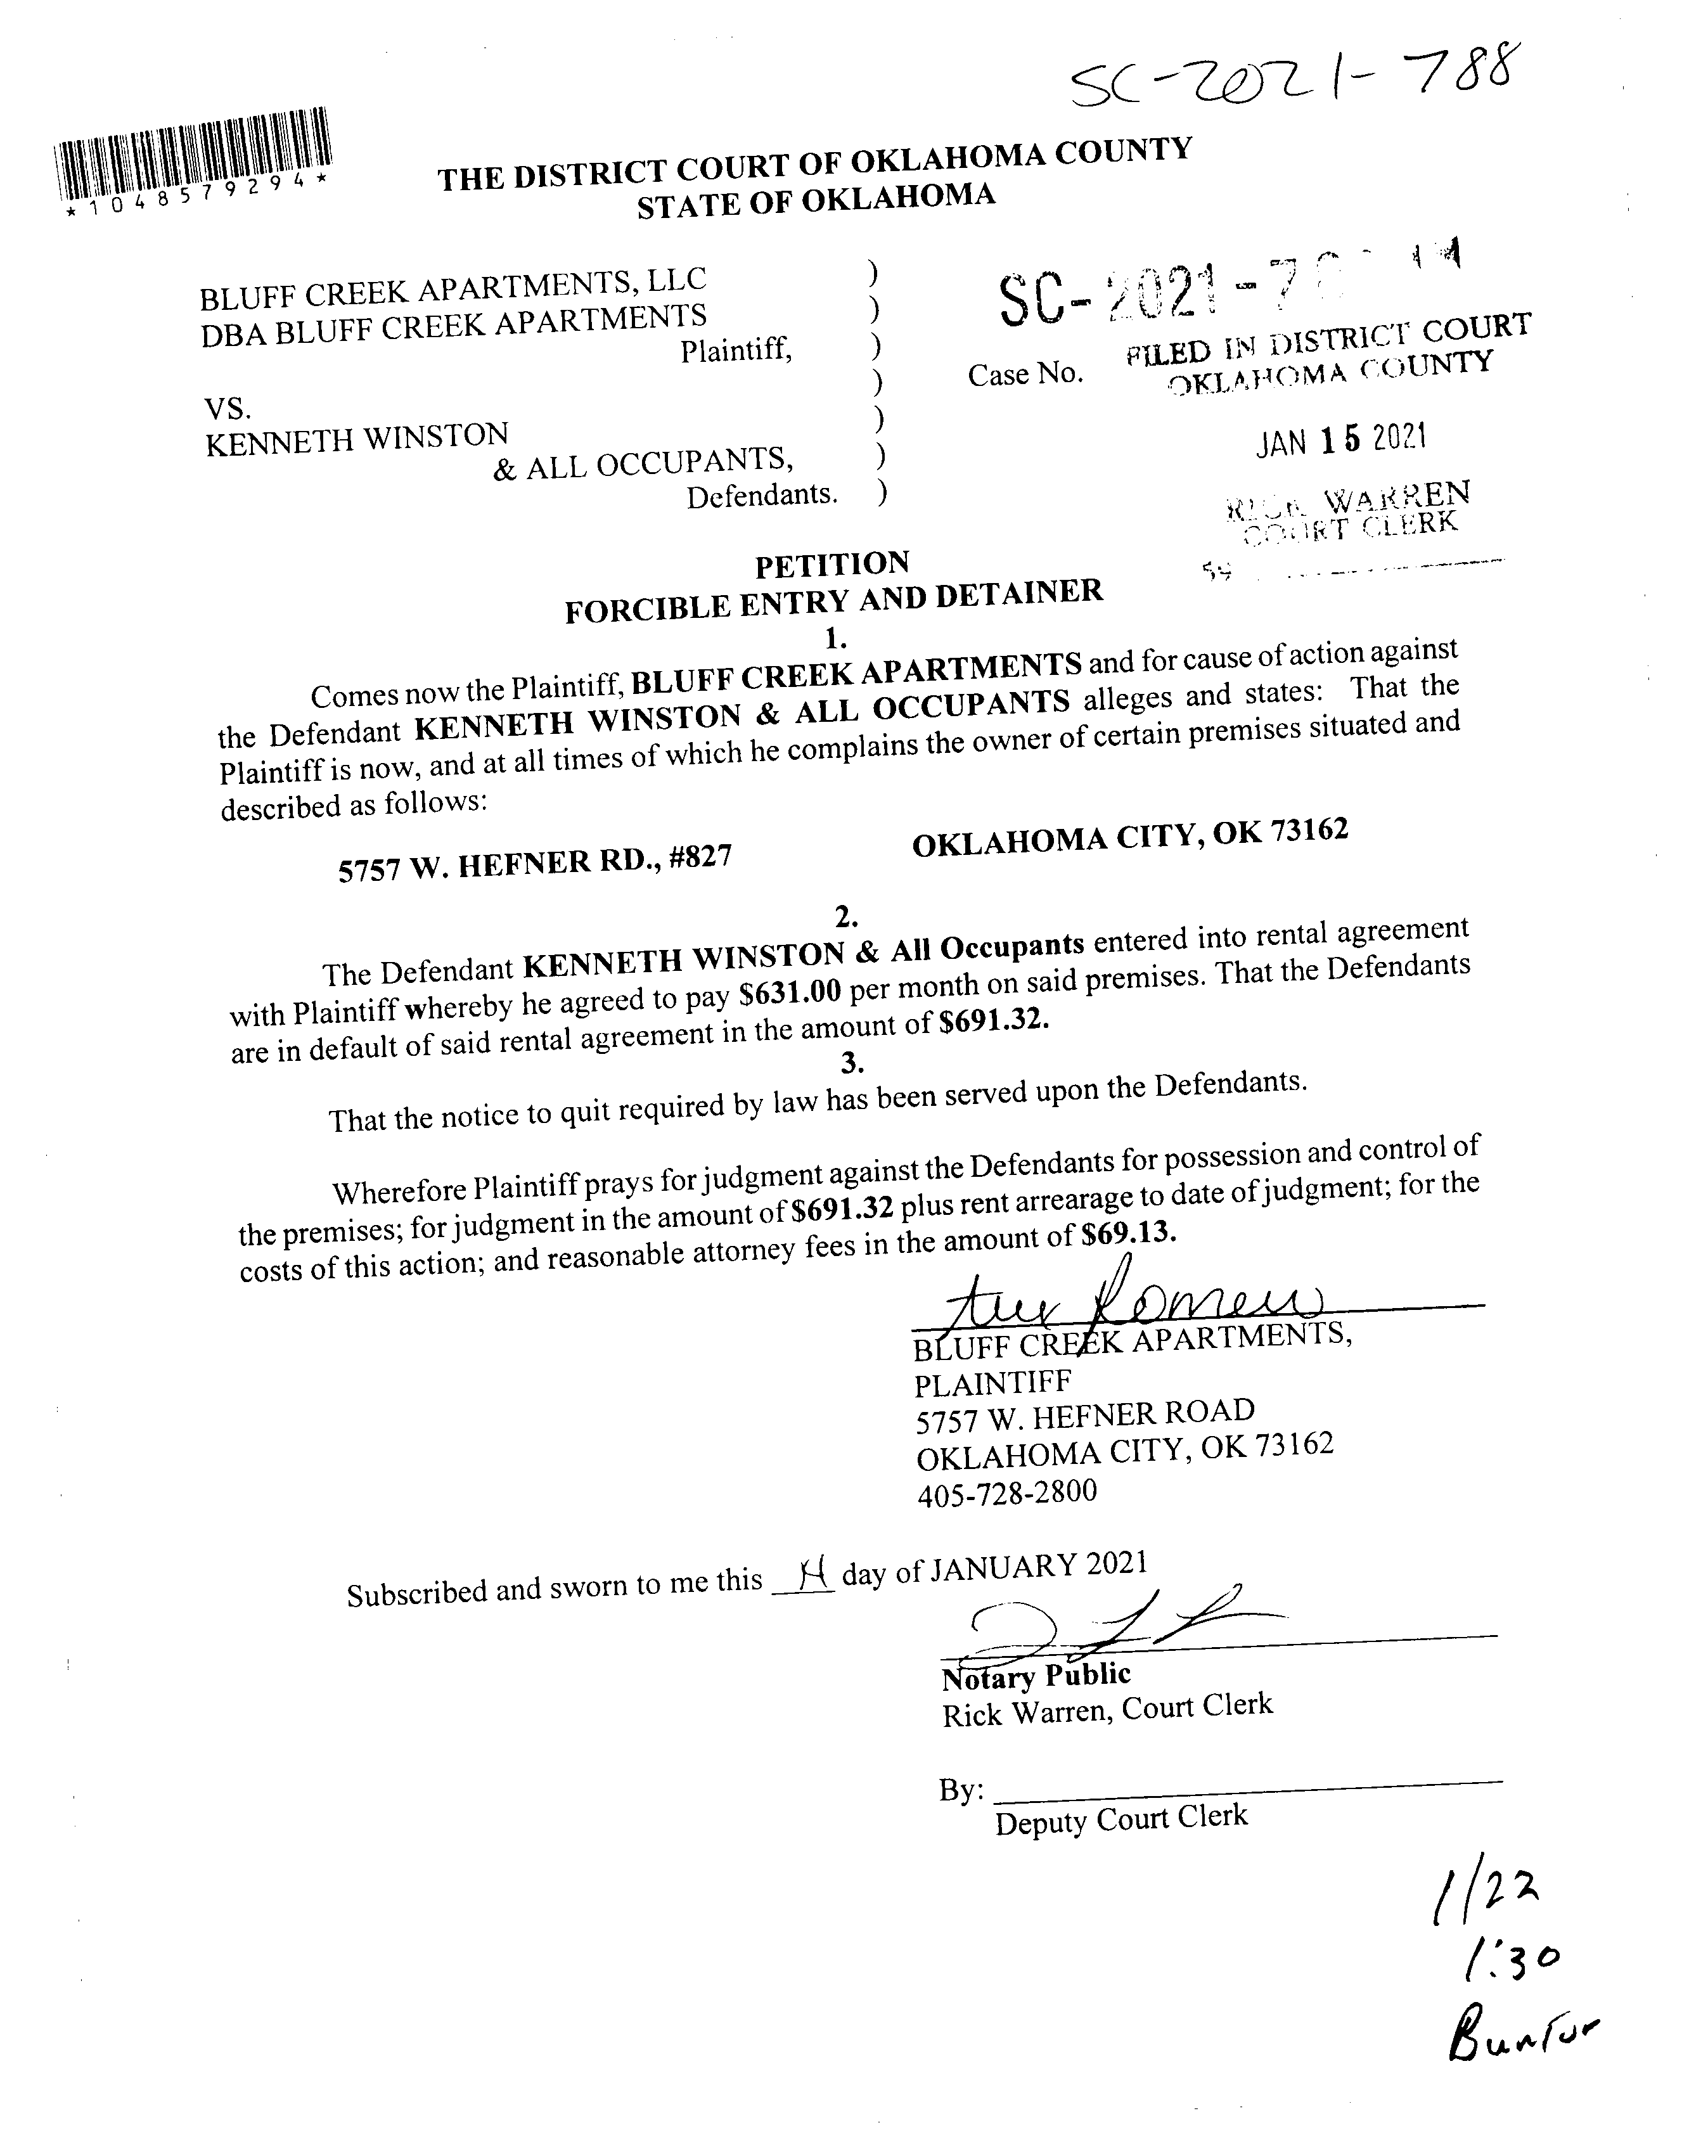 SC-2021-788
*1048579294*
THE DISTRICT COURT OF OKLAHOMA COUNTY
STATE OF OKLAHOMA
BLUFF CREEK APARTMENTS, LLC )
DBA BLUFF CREEK APARTMENTS )
Plaintiff, )
)
VS. )
KENNETH WINSTON )
& ALL OCCUPANTS, )
Defendants. )
SC-2021-7
Case No.
FILED IN DISTRICT COURT
OKLAHOMA COUNTY
JAN 15 2021
RICK WARREN
COURT CLERK
PETITION
FORCIBLE ENTRY AND DETAINER
1.
Comes now the Plaintiff, BLUFF CREEK APARTMENTS and for cause of action against
the Defendant KENNETH WINSTON & ALL OCCUPANTS alleges and states: That the
Plaintiff is now, and at all times of which he complains the owner of certain premises situated and
described as follows:
5757 W. HEFNER RD., #827 OKLAHOMA CITY, OK 73162
2.
The Defendant KENNETH WINSTON & All Occupants entered into rental agreement
with Plaintiff whereby he agreed to pay $631.00 per month on said premises. That the Defendants
are in default of said rental agreement in the amount of $691.32.
3.
That the notice to quit required by law has been served upon the Defendants.
Wherefore Plaintiff prays for judgment against the Defendants for possession and control of
the premises; for judgment in the amount of $691.32 plus rent arrearage to date of judgment; for the
costs of this action; and reasonable attorney fees in the amount of $69.13.
BLUFF CREEK APARTMENTS,
PLAINTIFF
5757 W. HEFNER ROAD
OKLAHOMA CITY, OK 73162
405-728-2800
Subscribed and sworn to me this 14 day of JANUARY 2021
Notary Public
Rick Warren, Court Clerk
By:
Deputy Court Clerk
1/22
1:30